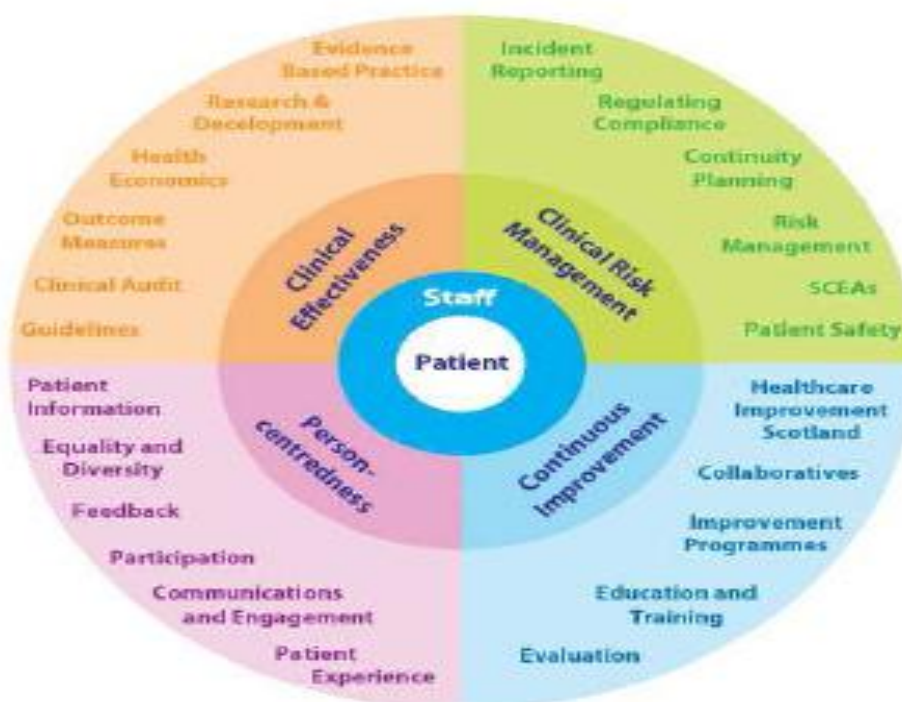 Evidence
Based Practice
Research &
Development
Health
Economics
Outcome
Measures
Clinical Audit
Guidelines
Incident
Reporting
Regulating
Compliance
Continuity
Planning
Risk
Management
SCEAs
Patient Safety
Clinical
Effectiveness
Clinical Risk
Management
Staff
Patient
Person-
centredness
Continuous
Improvement
Patient
Information
Equality and
Diversity
Feedback
Participation
Communications
and Engagement
Patient
Experience
Healthcare
Improvement
Scotland
Collaboratives
Improvement
Programmes
Education and
Training
Evaluation